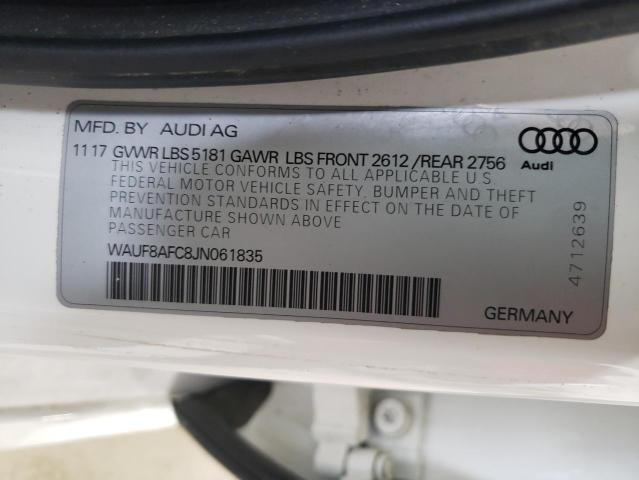 MFD. BY AUDI AG
11 17 GVWR LBS 5181 GAWR LBS FRONT 2612 / REAR 2756
THIS VEHICLE CONFORMS TO ALL APPLICABLE U.S.
FEDERAL MOTOR VEHICLE SAFETY, BUMPER AND THEFT
PREVENTION STANDARDS IN EFFECT ON THE DATE OF
MANUFACTURE SHOWN ABOVE
PASSENGER CAR
WAUF8AFC8JN061835
Audi
4712639
GERMANY